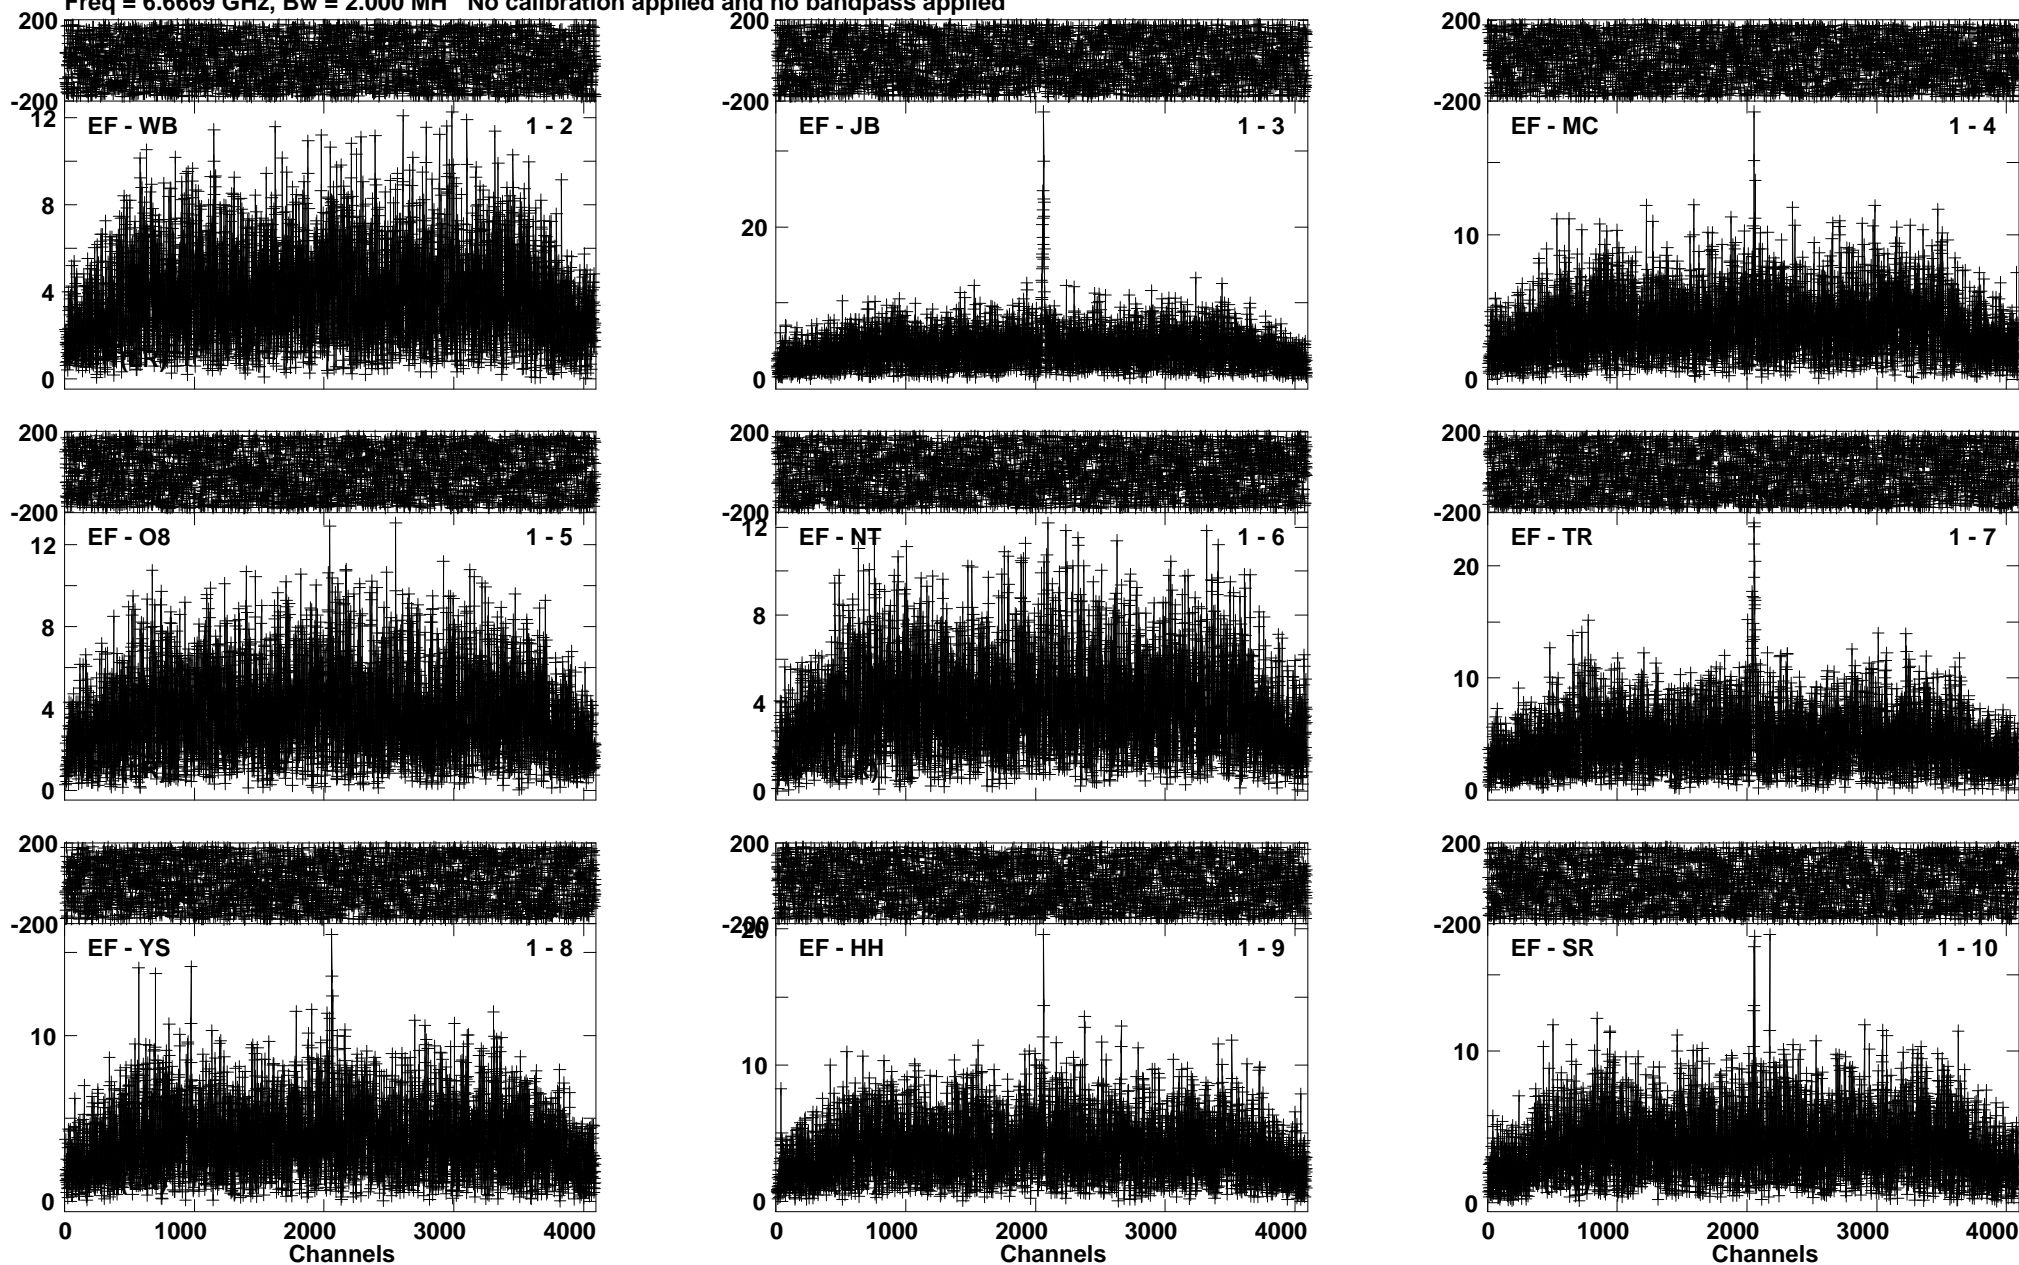 Freq = 6.6669 GHz, Bw = 2.000 MH No calibration applied and no bandpass applied
200 200 200
-200 -200 -200
EF - WB 1 - 2 EF - JB 1 - 3 EF - MC 1 - 4
12
8 20 10
4
0 0 0
200 200 200
-200 -200 -200
EF - O8 1 - 5 EF - NT 1 - 6 EF - TR 1 - 7
12 12 20
8 8 10
4 4
0 0 0
200 200 200
-200 -200 -200
20
EF - YS 1 - 8 EF - HH 1 - 9 EF - SR 1 - 10
10 10 10
0 0 0
0 1000 2000 3000 4000 0 1000 2000 3000 4000 0 1000 2000 3000 4000
Channels Channels Channels